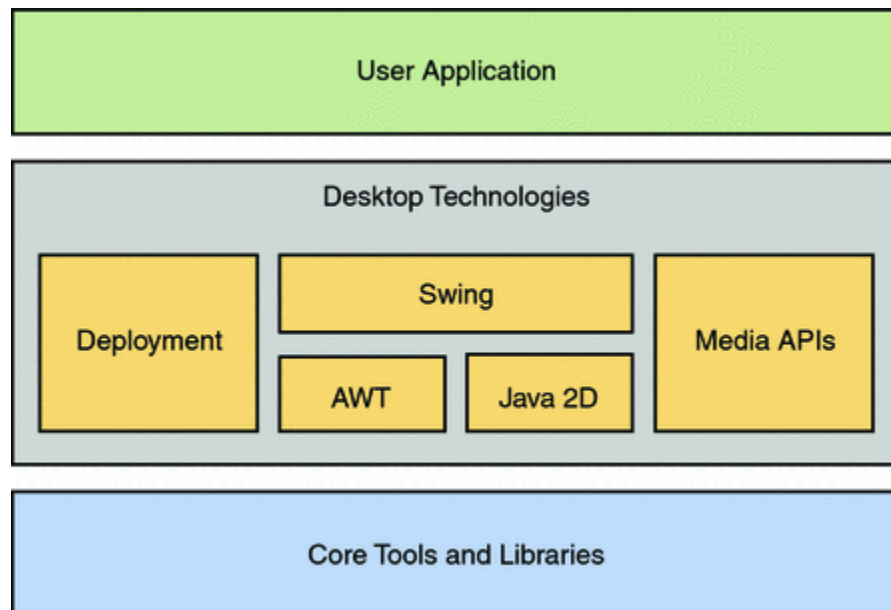 User Application
Desktop Technologies
Deployment
Swing
AWT
Java 2D
Media APIs
Core Tools and Libraries